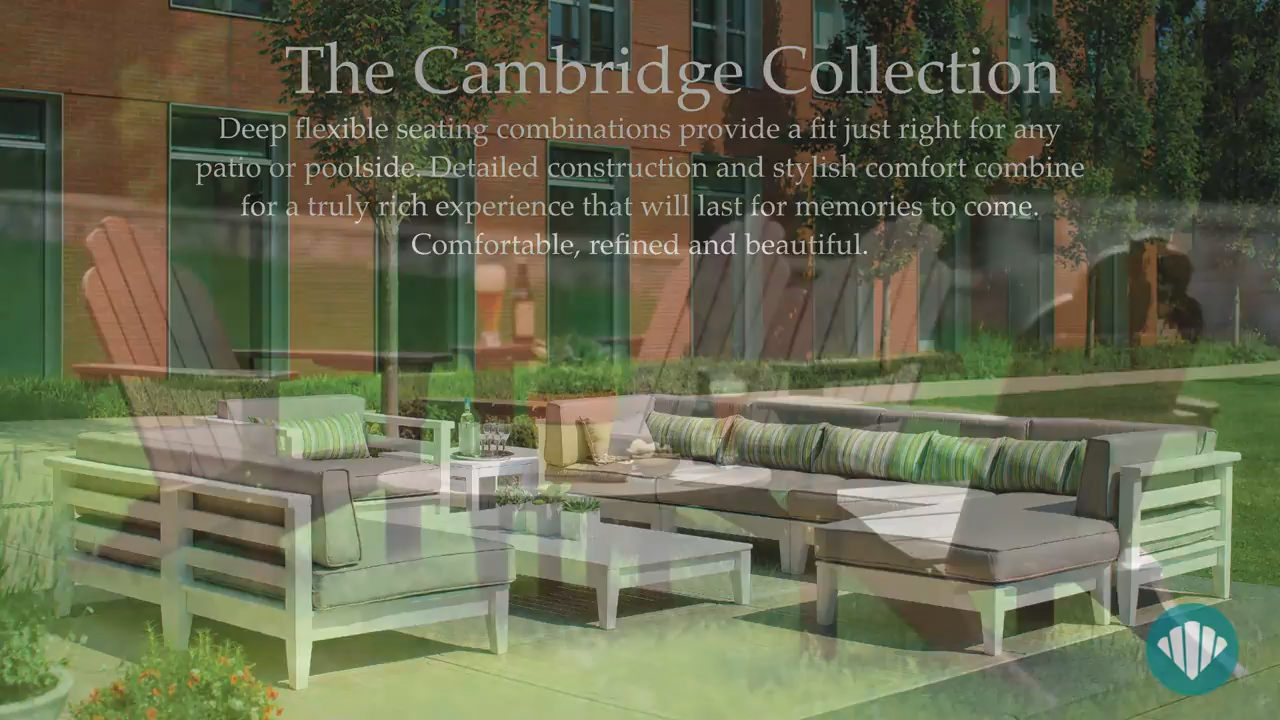 The Cambridge Collection
Deep flexible seating combinations provide a fit just right for any
patio or poolside. Detailed construction and stylish comfort combine
for a truly rich experience that will last for memories to come.
Comfortable, refined and beautiful.